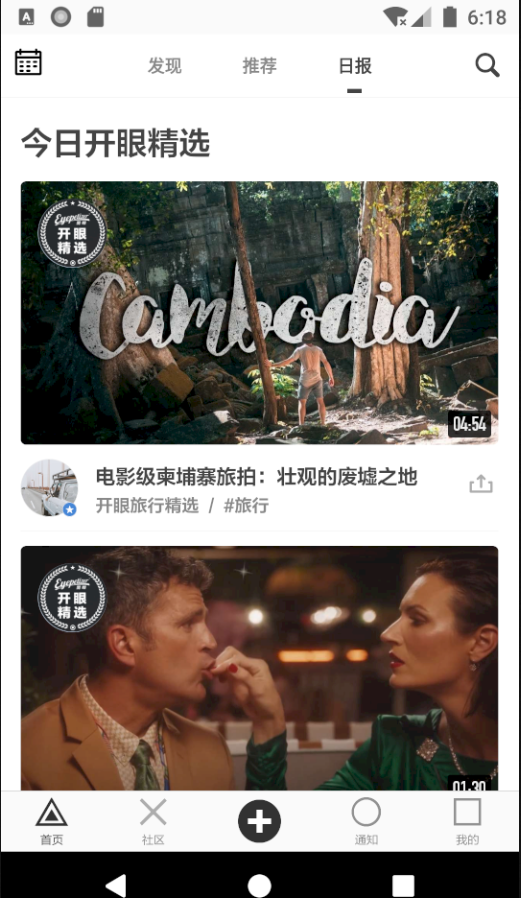 6:18
发现 推荐 日报
今日开眼精选
Eyepetizer
开眼
精选
Cambodia
04:54
电影级柬埔寨旅拍：壮观的废墟之地
开眼旅行精选 / #旅行
Eyepetizer
开眼
精选
01:30
首页 社区 通知 我的